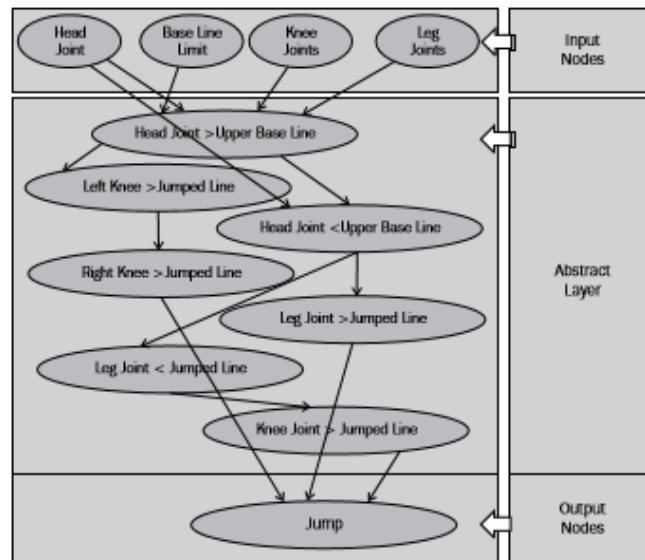 Head
Joint
Base Line
Limit
Knee
Joints
Leg
Joints
Input
Nodes
Head Joint >Upper Base Line
Left Knee >Jumped Line
Head Joint <Upper Base Line
Right Knee >Jumped Line
Abstract
Layer
Leg Joint >Jumped Line
Leg Joint < Jumped Line
Knee Joint > Jumped Line
Jump
Output
Nodes